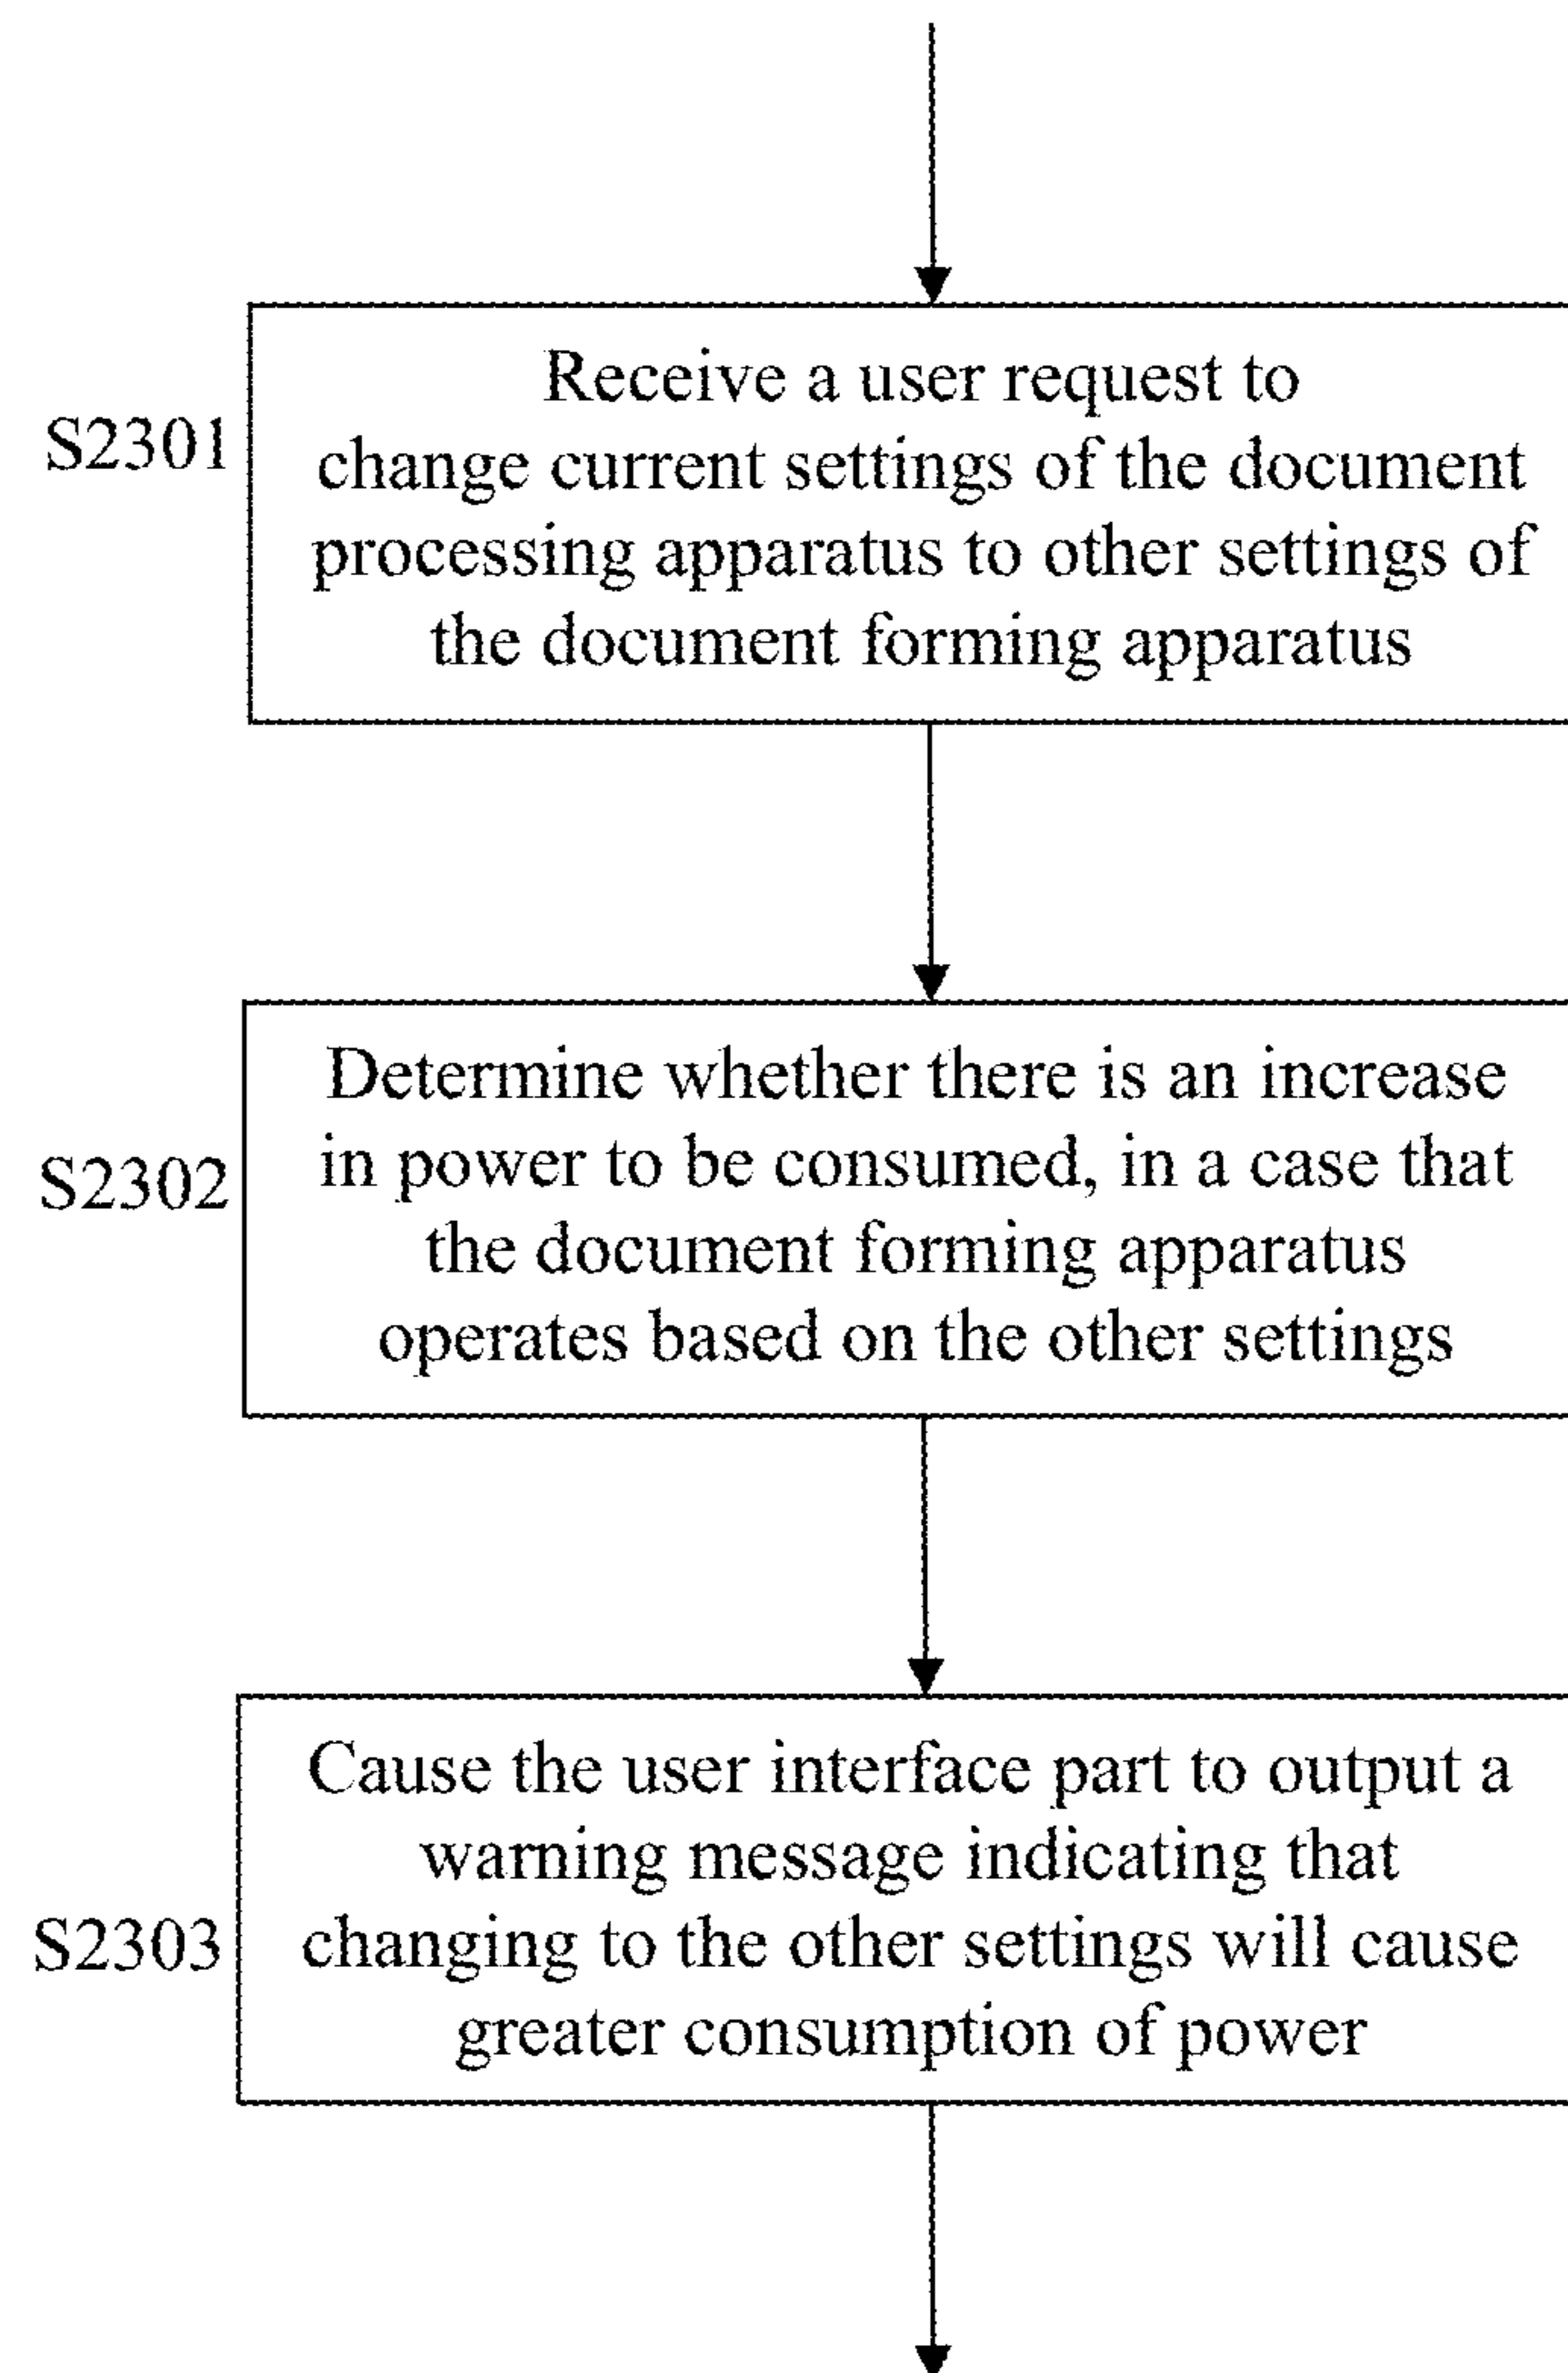 Receive a user request to
S2301
change current settings of the document
processing apparatus to other settings of
the document forming apparatus
Determine whether there is an increase
in power to be consumed, in a case that
S2302
the document forming apparatus
operates based on the other settings
Cause the user interface part to output a
warning message indicating that
S2303
changing to the other settings will cause
greater consumption of power